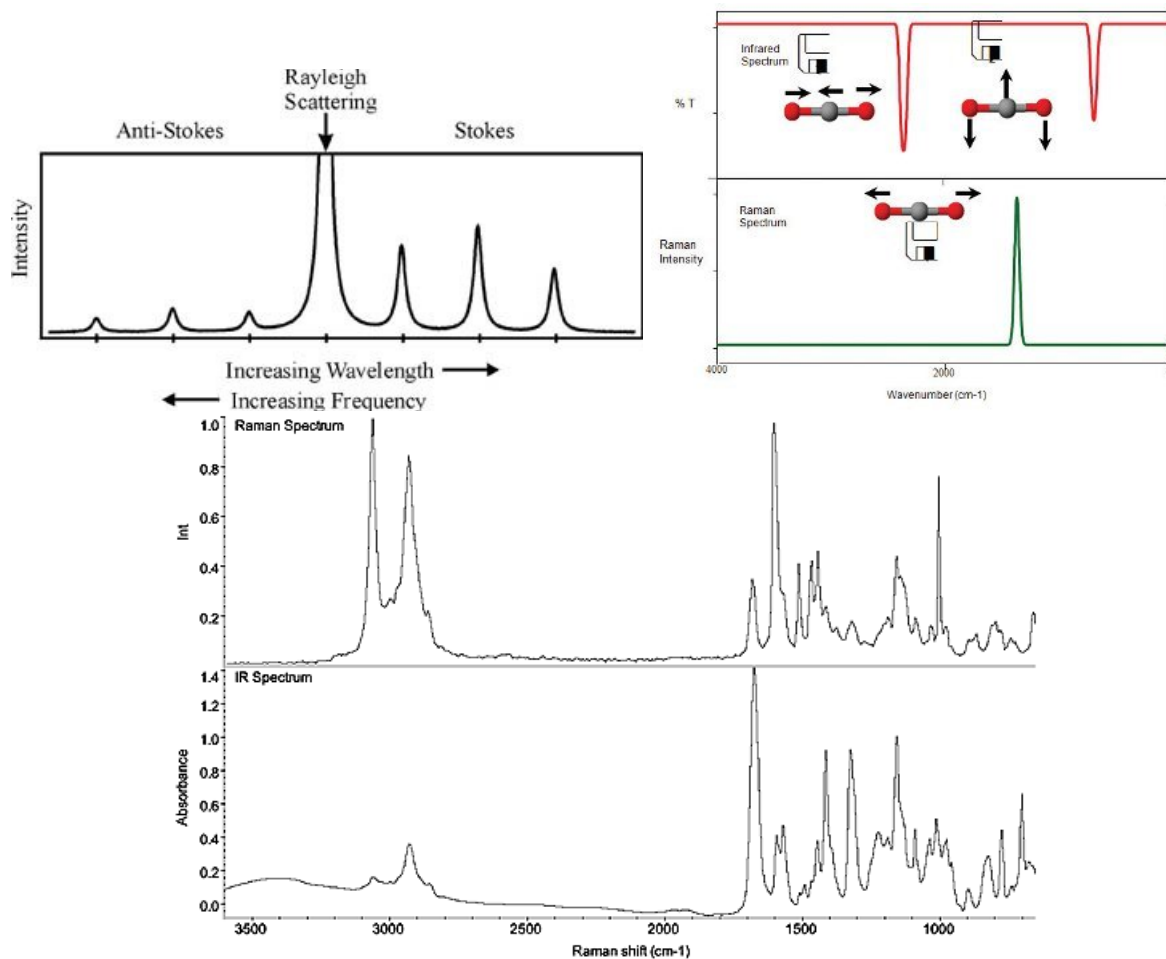 Rayleigh
Scattering
Anti-Stokes
Stokes
Intensity
Increasing Wavelength
Increasing Frequency
Infrared
Spectrum
% T
Raman
Spectrum
Raman
Intensity
4000
2000
Wavenumber (cm-1)
Raman Spectrum
1.0
0.8
0.6
0.4
0.2
Int
IR Spectrum
1.4
1.2
1.0
0.8
0.6
0.4
0.2
0.0
Absorbance
3500
3000
2500
2000
1500
1000
Raman shift (cm-1)